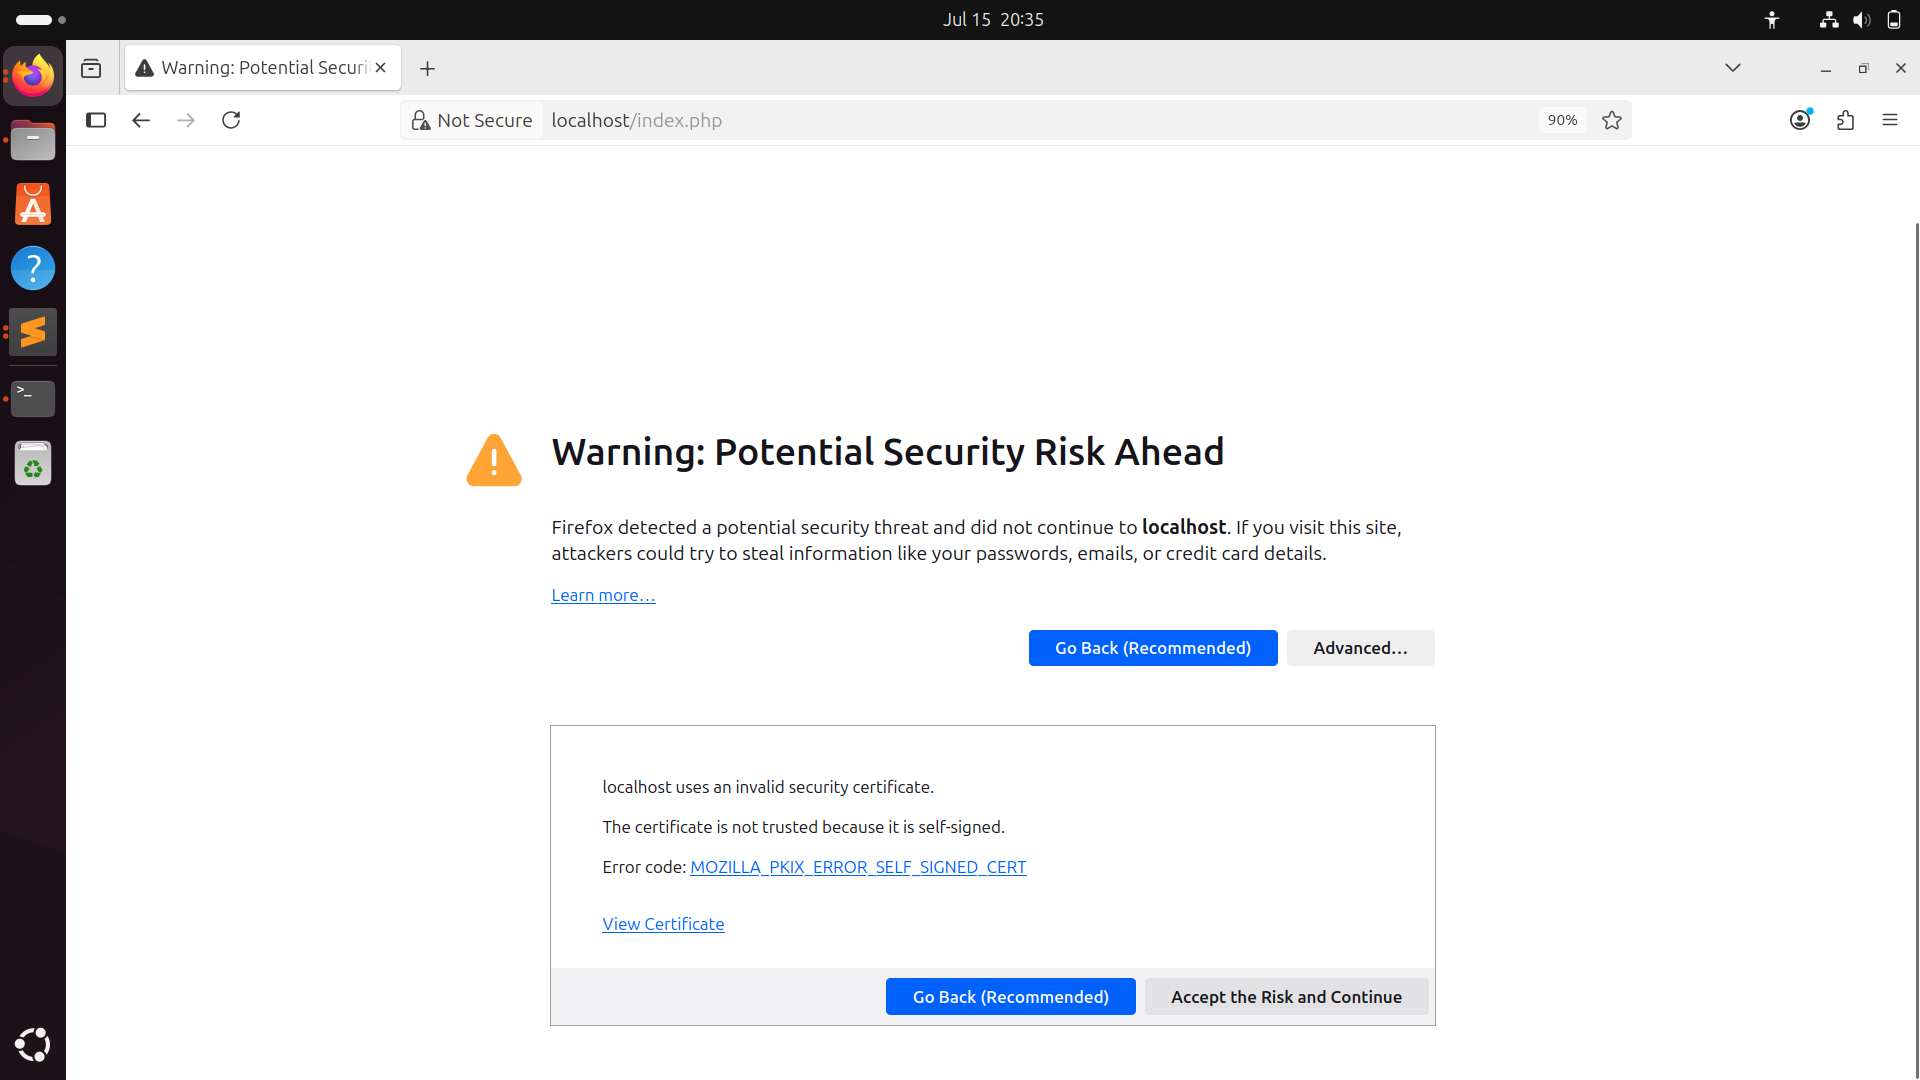 Jul 15 20:35
Warning: Potential Securi
Not Secure
localhost/index.php
90%
Warning: Potential Security Risk Ahead
Firefox detected a potential security threat and did not continue to localhost. If you visit this site,
attackers could try to steal information like your passwords, emails, or credit card details.
Learn more…
Go Back (Recommended)
Advanced…
localhost uses an invalid security certificate.
The certificate is not trusted because it is self-signed.
Error code: MOZILLA_PKIX_ERROR_SELF_SIGNED_CERT
View Certificate
Go Back (Recommended)
Accept the Risk and Continue